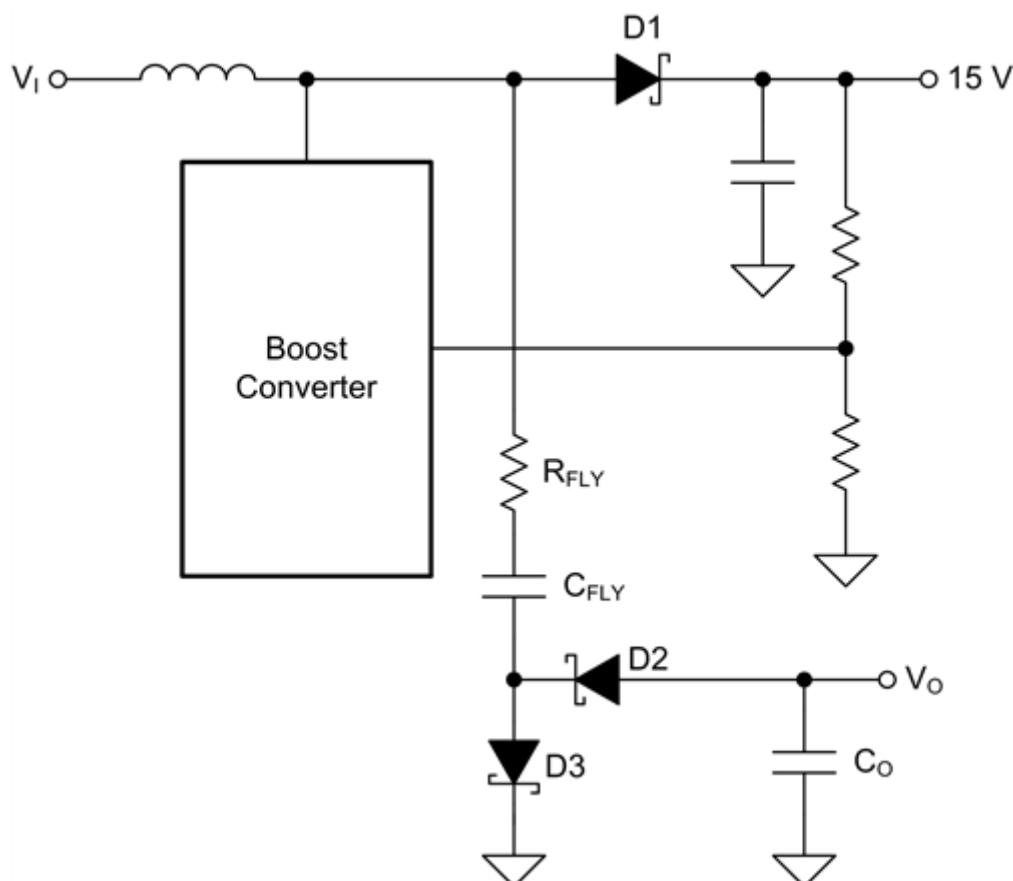 D1
V_I
15 V
Boost
Converter
R_FLY
C_FLY
D2
V_O
D3
C_O